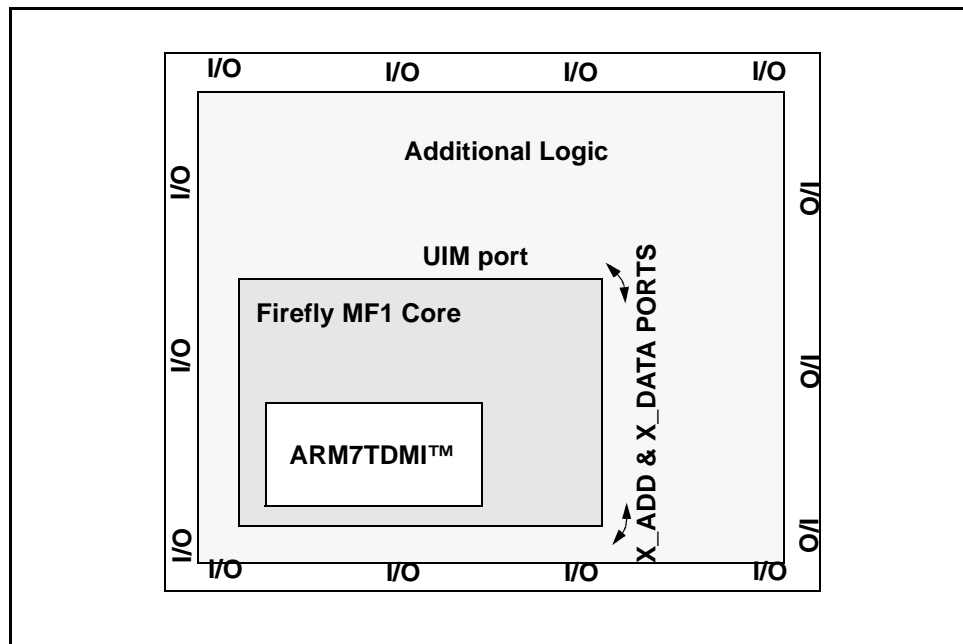 I/O I/O I/O I/O
Additional Logic
I/O
I/O
UIM port
X_ADD & X_DATA PORTS
Firefly MF1 Core
I/O
I/O
ARM7TDMI™
I/O
I/O
I/O I/O I/O I/O